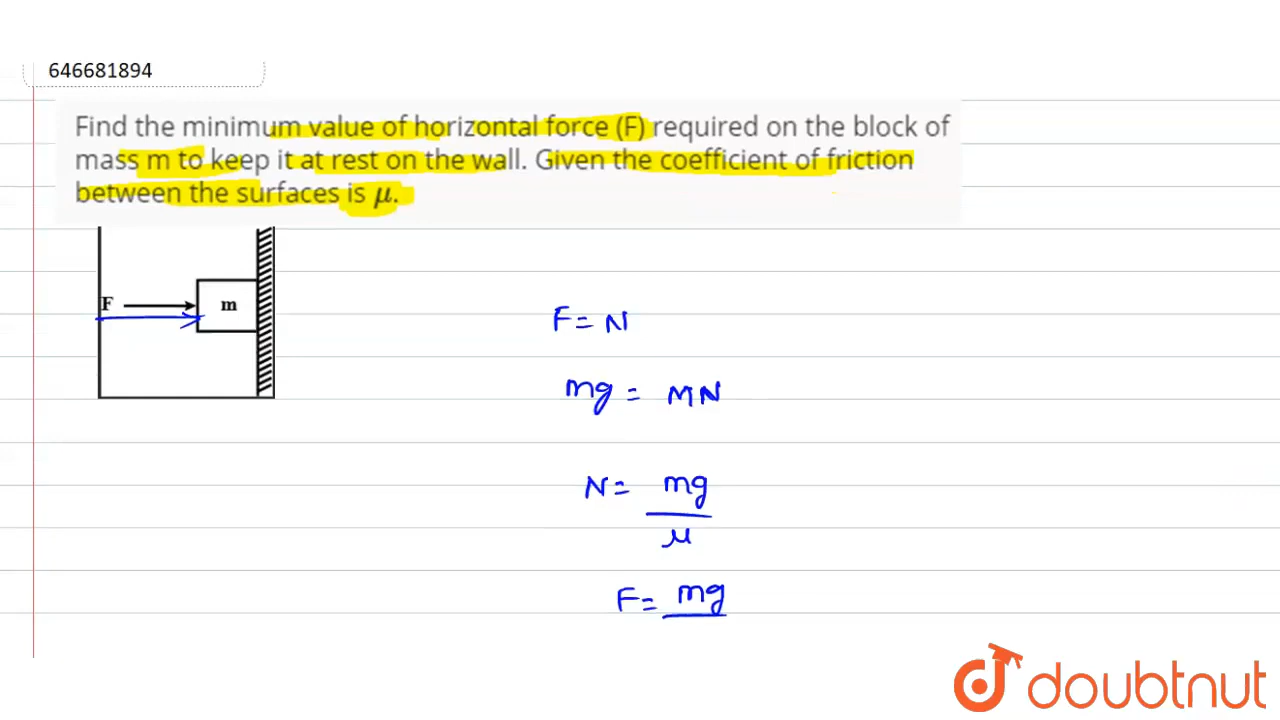 646681894
Find the minimum value of horizontal force (F) required on the block of
mass m to keep it at rest on the wall. Given the coefficient of friction
between the surfaces is μ.
F
m
F = N
mg = MN
N = mg
μ
F = mg
doubtnut